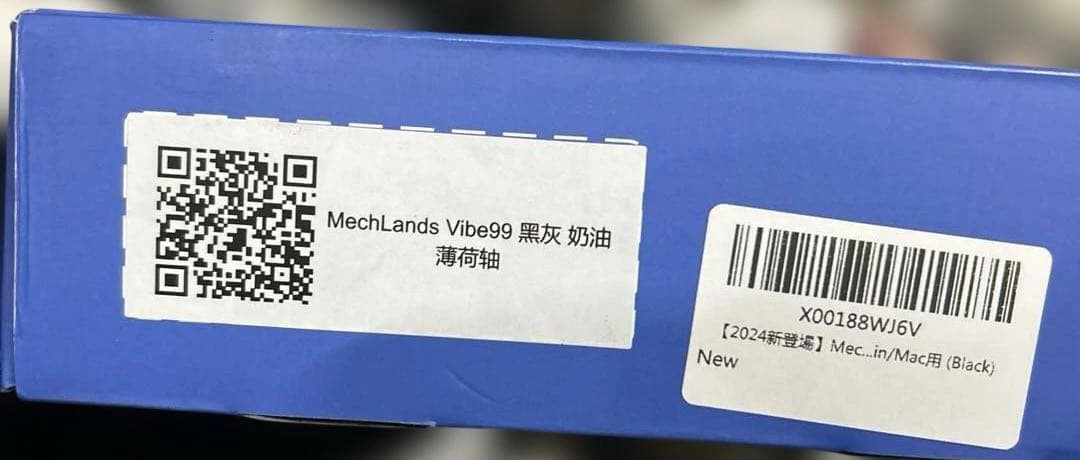 MechLands Vibe99 黑灰 奶油
薄荷轴
X00188WJ6V
【2024新登場】Mec...in/Mac用 (Black)
New